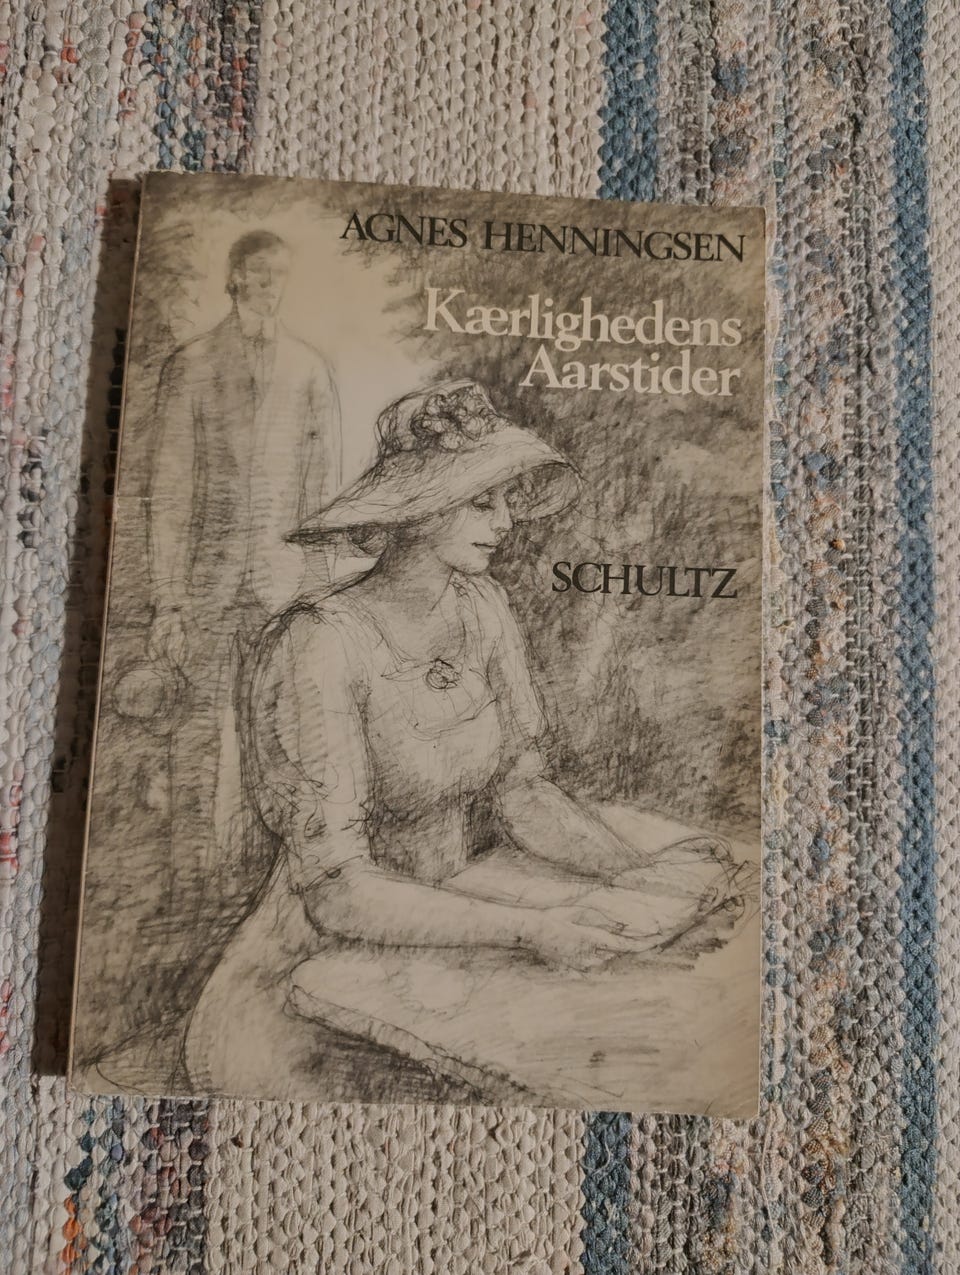 AGNES HENNINGSEN
Kærlighedens
Aarstider
SCHULTZ